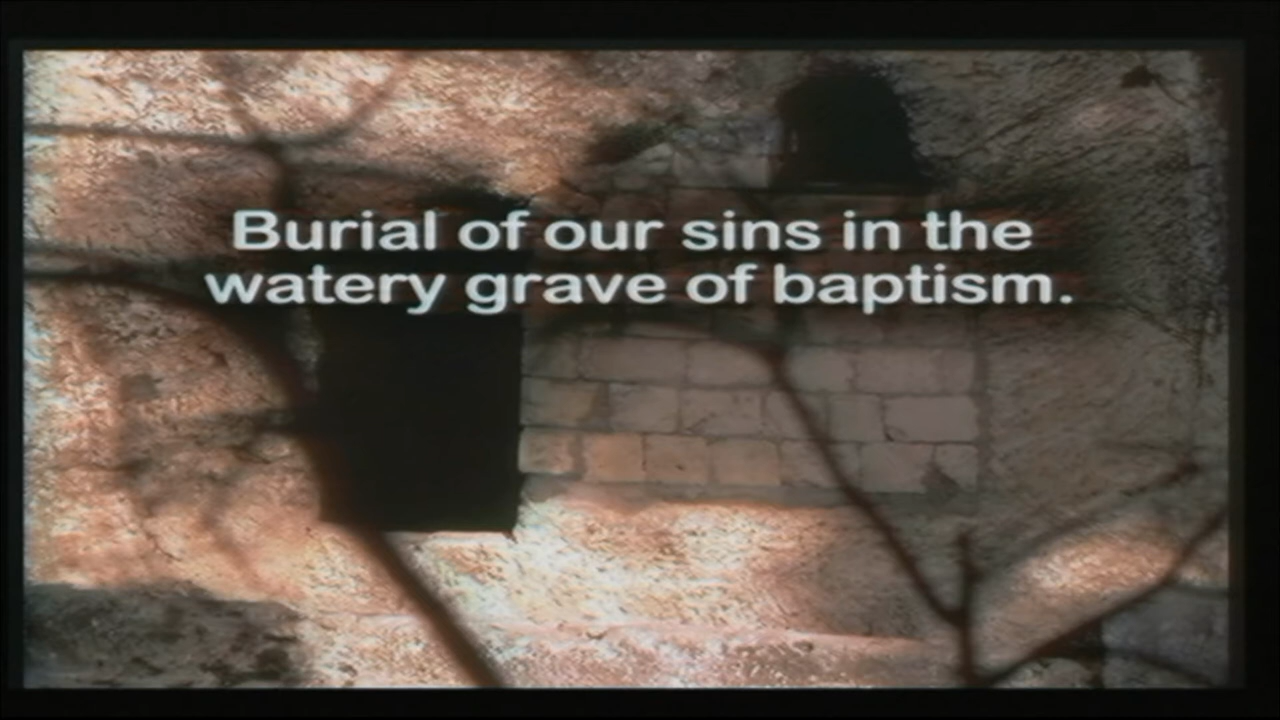 Burial of our sins in the
watery grave of baptism.